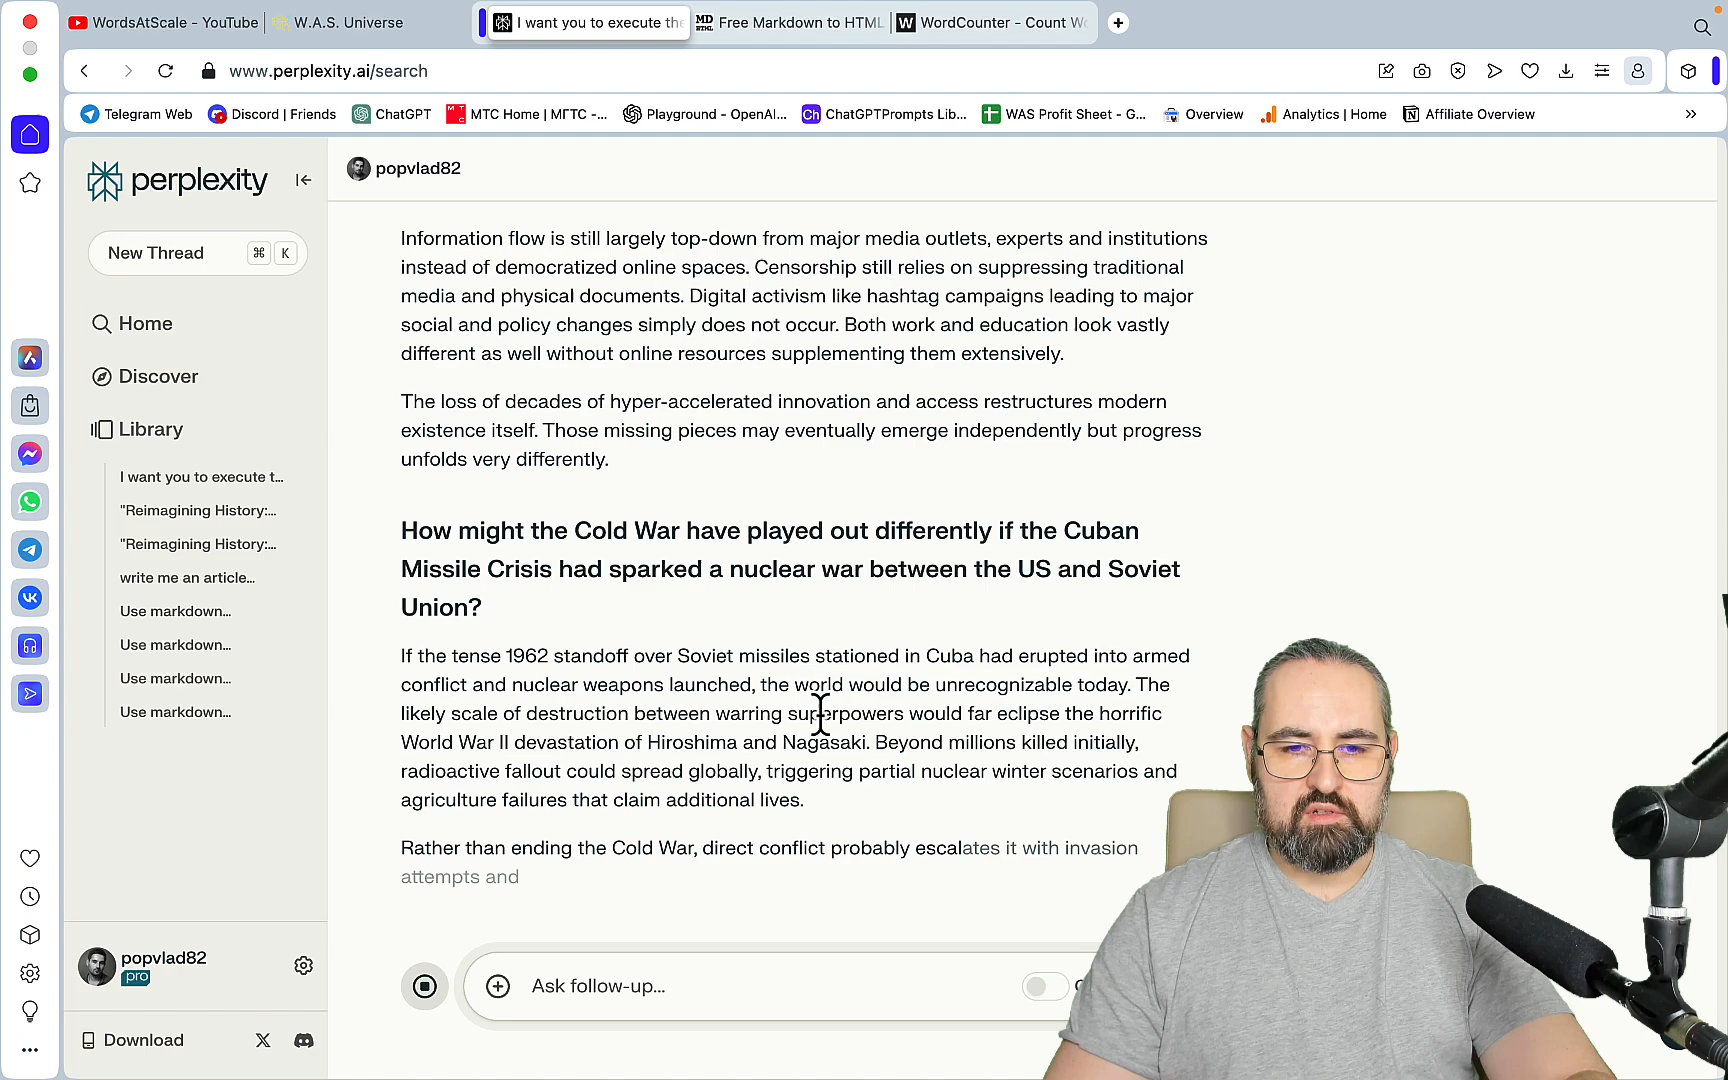 WordsAtScale - YouTube
W.A.S. Universe
I want you to execute the
Free Markdown to HTML
WordCounter - Count Wo
www.perplexity.ai/search
Telegram Web
Discord | Friends
ChatGPT
МТС Home | МГТС -...
Playground - OpenAI...
ChatGPTPrompts Lib...
WAS Profit Sheet - G...
Overview
Analytics | Home
Affiliate Overview
perplexity
New Thread
⌘ K
Home
Discover
Library
I want you to execute t...
"Reimagining History:...
"Reimagining History:...
write me an article...
Use markdown...
Use markdown...
Use markdown...
Use markdown...
popvlad82
pro
Download
popvlad82
Information flow is still largely top-down from major media outlets, experts and institutions
instead of democratized online spaces. Censorship still relies on suppressing traditional
media and physical documents. Digital activism like hashtag campaigns leading to major
social and policy changes simply does not occur. Both work and education look vastly
different as well without online resources supplementing them extensively.
The loss of decades of hyper-accelerated innovation and access restructures modern
existence itself. Those missing pieces may eventually emerge independently but progress
unfolds very differently.
How might the Cold War have played out differently if the Cuban
Missile Crisis had sparked a nuclear war between the US and Soviet
Union?
If the tense 1962 standoff over Soviet missiles stationed in Cuba had erupted into armed
conflict and nuclear weapons launched, the world would be unrecognizable today. The
likely scale of destruction between warring superpowers would far eclipse the horrific
World War II devastation of Hiroshima and Nagasaki. Beyond millions killed initially,
radioactive fallout could spread globally, triggering partial nuclear winter scenarios and
agriculture failures that claim additional lives.
Rather than ending the Cold War, direct conflict probably escalates it with invasion
attempts and
Ask follow-up...